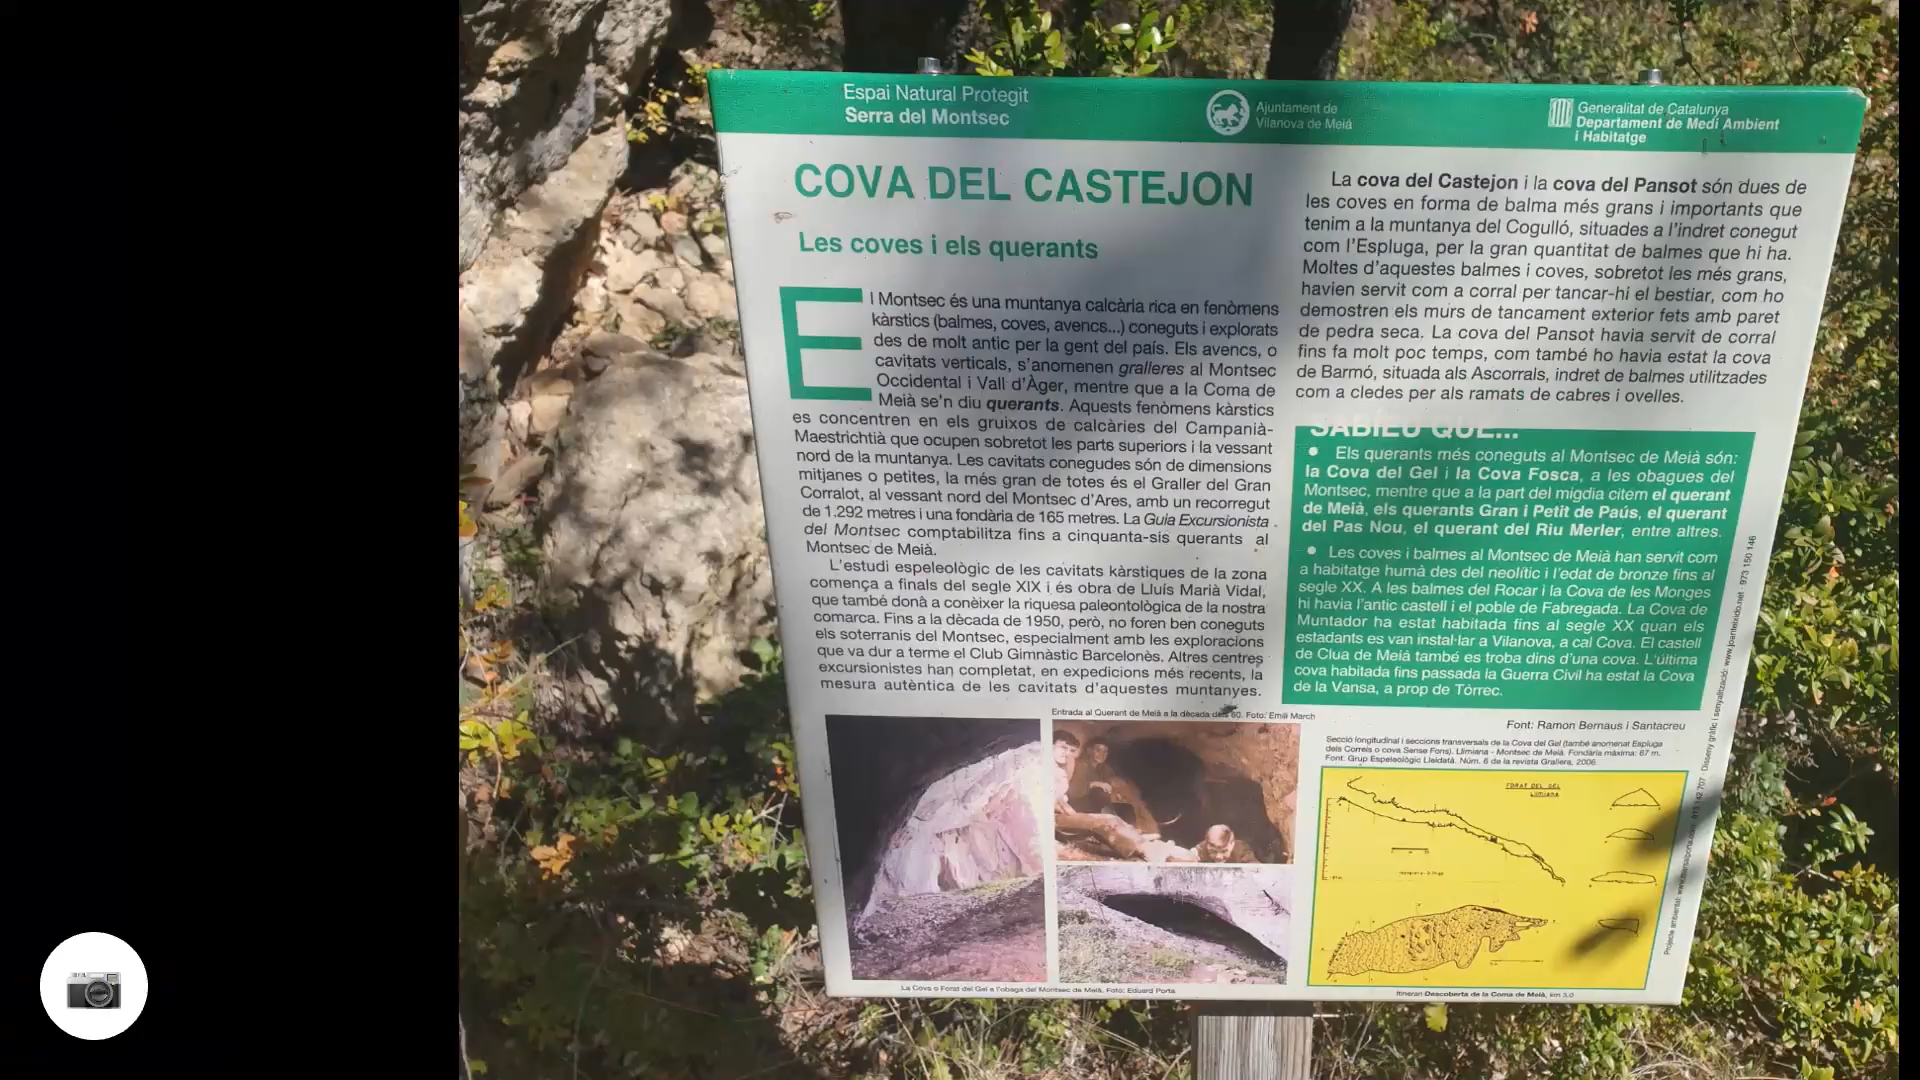 Espai Natural Protegit
Serra del Montsec
Ajuntament de
Vilanova de Meià
Generalitat de Catalunya
Departament de Medi Ambient
i Habitatge
COVA DEL CASTEJON
Les coves i els querants
El Montsec és una muntanya calcària rica en fenòmens
kàrstics (balmes, coves, avencs...) coneguts i explorats
des de molt antic per la gent del país. Els avencs, o
cavitats verticals, s'anomenen gralleres al Montsec
Occidental i Vall d'Àger, mentre que a la Coma de
Meià se'n diu querants. Aquests fenòmens kàrstics
es concentren en els gruixos de calcàries del Campanià-
Maestrichtià que ocupen sobretot les parts superiors i la vessant
nord de la muntanya. Les cavitats conegudes són de dimensions
mitjanes o petites, la més gran de totes és el Graller del Gran
Corralot, al vessant nord del Montsec d'Ares, amb un recorregut
de 1.292 metres i una fondària de 165 metres. La Guia Excursionista
del Montsec comptabilitza fins a cinquanta-sis querants al
Montsec de Meià.
L'estudi espeleològic de les cavitats kàrstiques de la zona
comença a finals del segle XIX i és obra de Lluís Marià Vidal,
que també donà a conèixer la riquesa paleontològica de la nostra
comarca. Fins a la dècada de 1950, però, no foren ben coneguts
els soterranis del Montsec, especialment amb les exploracions
que va dur a terme el Club Gimnàstic Barcelonès. Altres centres
excursionistes han completat, en expedicions més recents, la
mesura autèntica de les cavitats d'aquestes muntanyes.
La cova del Castejon i la cova del Pansot són dues de
les coves en forma de balma més grans i importants que
tenim a la muntanya del Cogulló, situades a l'indret conegut
com l'Espluga, per la gran quantitat de balmes que hi ha.
Moltes d'aquestes balmes i coves, sobretot les més grans,
havien servit com a corral per tancar-hi el bestiar, com ho
demostren els murs de tancament exterior fets amb paret
de pedra seca. La cova del Pansot havia servit de corral
fins fa molt poc temps, com també ho havia estat la cova
de Barmó, situada als Ascorrals, indret de balmes utilitzades
com a cledes per als ramats de cabres i ovelles.
SABÍEU QUE...
• Els querants més coneguts al Montsec de Meià són:
la Cova del Gel i la Cova Fosca, a les obagues del
Montsec, mentre que a la part del migdia citem el querant
de Meià, els querants Gran i Petit de Paús, el querant
del Pas Nou, el querant del Riu Merler, entre altres.
• Les coves i balmes al Montsec de Meià han servit com
a habitatge humà des del neolític i l'edat de bronze fins al
segle XX. A les balmes del Rocar i la Cova de les Monges
hi havia l'antic castell i el poble de Fabregada. La Cova de
Muntador ha estat habitada fins al segle XX quan els
estadants es van instal·lar a Vilanova, a cal Cova. El castell
de Clua de Meià també es troba dins d'una cova. L'última
cova habitada fins passada la Guerra Civil ha estat la Cova
de la Vansa, a prop de Tòrrec.
Font: Ramon Bernaus i Santacreu
Entrada al Querant de Meià a la dècada dels 60. Foto: Emili March
Secció longitudinal i seccions transversals de la Cova del Gel (també anomenat Espluga
dels Correis o cova Sense Fons). Llimiana - Montsec de Meià. Fondària màxima: 67 m.
Font: Grup Espeleològic Lleidatà. Núm. 6 de la revista Grallera, 2006.
FORAT DEL GEL
Llimiana
La Cova o Forat del Gel a l'obaga del Montsec de Meià. Foto: Eduard Porta
Itinerari Descoberta de la Coma de Meià, km 3,0
Disseny gràfic i senyalització: www.joanteixido.net · 973 150 146